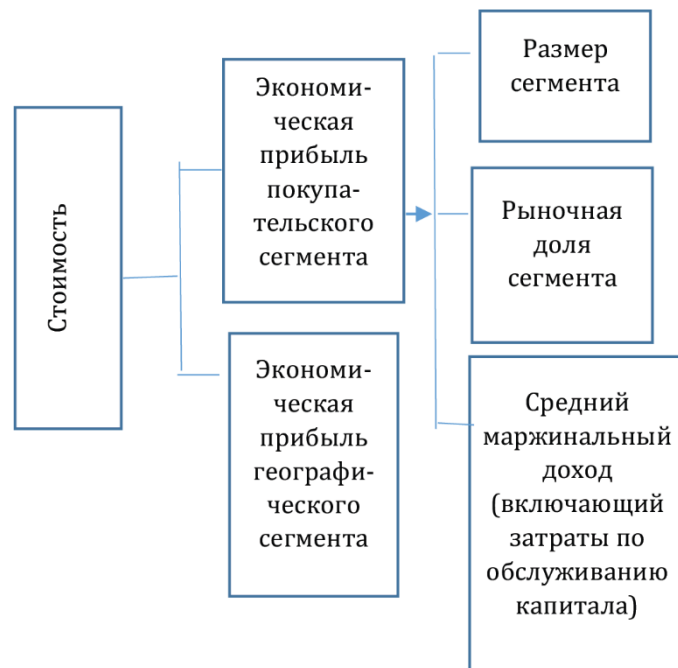 Стоимость
Экономи-
ческая
прибыль
покупа-
тельского
сегмента
Экономи-
ческая
прибыль
географи-
ческого
сегмента
Размер
сегмента
Рыночная
доля
сегмента
Средний
маржинальный
доход
(включающий
затраты по
обслуживанию
капитала)